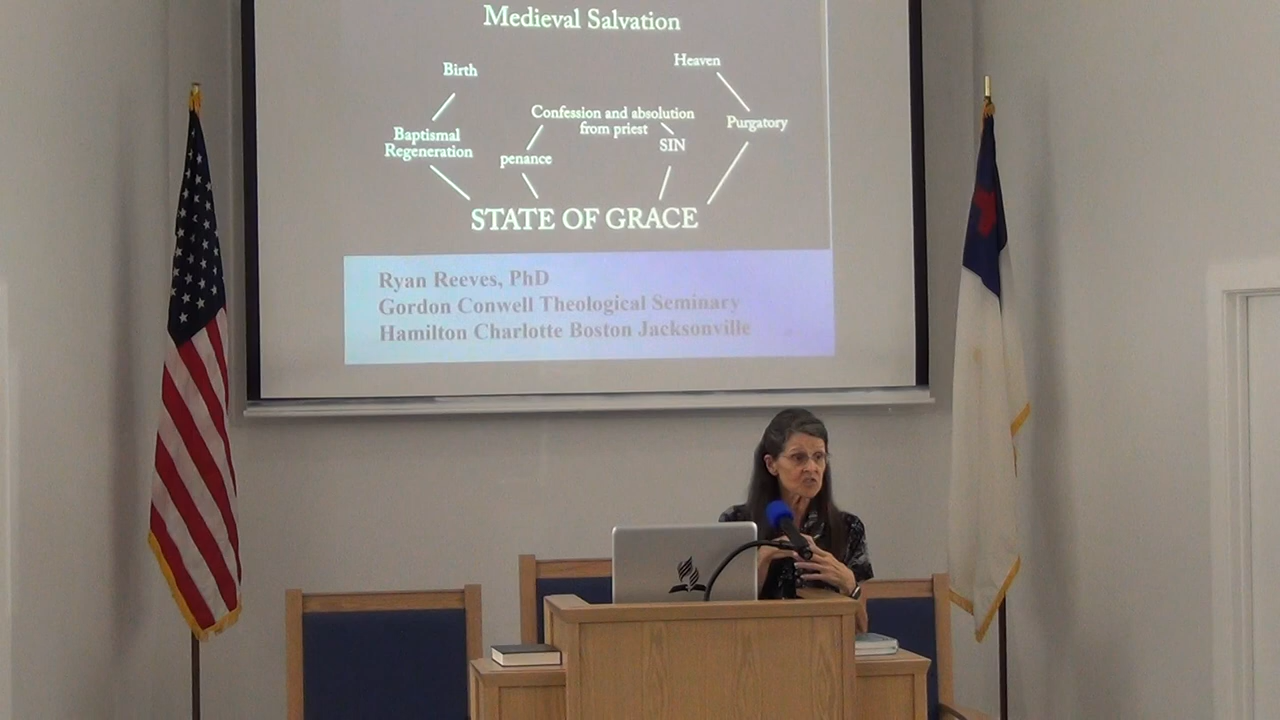 Medieval Salvation
Heaven
Birth
Confession and absolution
from priest
Purgatory
Baptismal
Regeneration
SIN
penance
STATE OF GRACE
Ryan Reeves, PhD
Gordon Conwell Theological Seminary
Hamilton Charlotte Boston Jacksonville